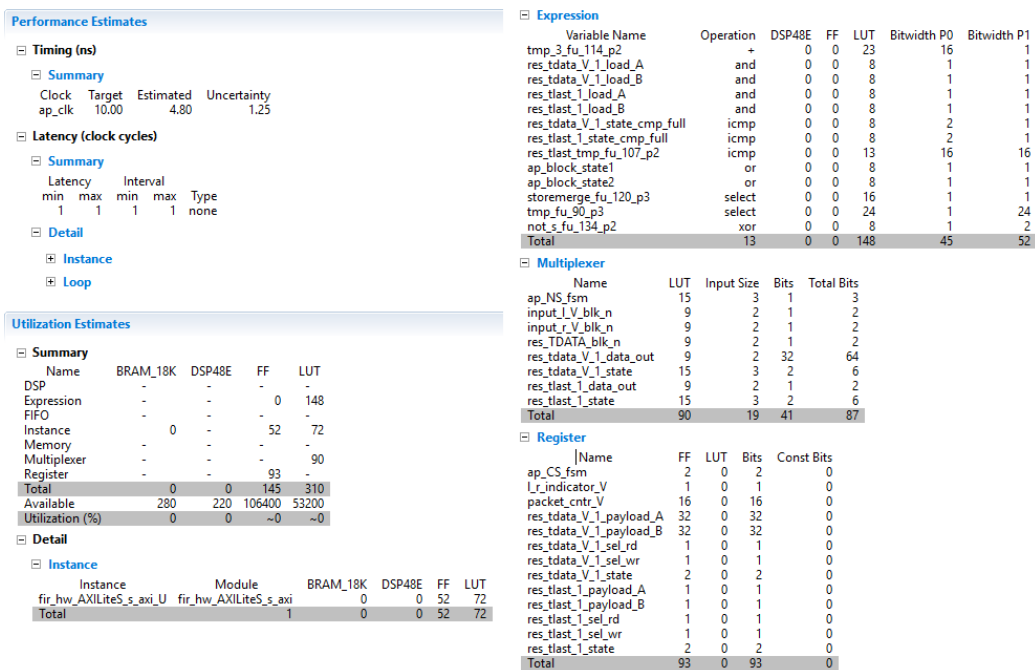 Performance Estimates
Timing (ns)
Summary
Clock Target Estimated Uncertainty
ap_clk 10.00 4.80 1.25
Latency (clock cycles)
Summary
Latency Interval
min max min max Type
1 1 1 1 none
Detail
Instance
Loop
Utilization Estimates
Summary
Name BRAM_18K DSP48E FF LUT
DSP - - - -
Expression - - 0 148
FIFO - - - -
Instance 0 - 52 72
Memory - - - -
Multiplexer - - - 90
Register - - 93 -
Total 0 0 145 310
Available 280 220 106400 53200
Utilization (%) 0 0 ~0 ~0
Detail
Instance
Instance Module BRAM_18K DSP48E FF LUT
fir_hw_AXILiteS_s_axi_U fir_hw_AXILiteS_s_axi 0 0 52 72
Total 1 0 0 52 72
Expression
Variable Name Operation DSP48E FF LUT Bitwidth P0 Bitwidth P1
tmp_3_fu_114_p2 + 0 0 23 16 1
res_tdata_V_1_load_A and 0 0 8 1 1
res_tdata_V_1_load_B and 0 0 8 1 1
res_tlast_1_load_A and 0 0 8 1 1
res_tlast_1_load_B and 0 0 8 1 1
res_tdata_V_1_state_cmp_full icmp 0 0 8 2 1
res_tlast_1_state_cmp_full icmp 0 0 8 2 1
res_tlast_tmp_fu_107_p2 icmp 0 0 13 16 16
ap_block_state1 or 0 0 8 1 1
ap_block_state2 or 0 0 8 1 1
storemerge_fu_120_p3 select 0 0 16 1 1
tmp_fu_90_p3 select 0 0 24 1 24
not_s_fu_134_p2 xor 0 0 8 1 2
Total 13 0 0 148 45 52
Multiplexer
Name LUT Input Size Bits Total Bits
ap_NS_fsm 15 3 1 3
input_l_V_blk_n 9 2 1 2
input_r_V_blk_n 9 2 1 2
res_TDATA_blk_n 9 2 1 2
res_tdata_V_1_data_out 9 2 32 64
res_tdata_V_1_state 15 3 2 6
res_tlast_1_data_out 9 2 1 2
res_tlast_1_state 15 3 2 6
Total 90 19 41 87
Register
Name FF LUT Bits Const Bits
ap_CS_fsm 2 0 2 0
l_r_indicator_V 1 0 1 0
packet_cntr_V 16 0 16 0
res_tdata_V_1_payload_A 32 0 32 0
res_tdata_V_1_payload_B 32 0 32 0
res_tdata_V_1_sel_rd 1 0 1 0
res_tdata_V_1_sel_wr 1 0 1 0
res_tdata_V_1_state 2 0 2 0
res_tlast_1_payload_A 1 0 1 0
res_tlast_1_payload_B 1 0 1 0
res_tlast_1_sel_rd 1 0 1 0
res_tlast_1_sel_wr 1 0 1 0
res_tlast_1_state 2 0 2 0
Total 93 0 93 0